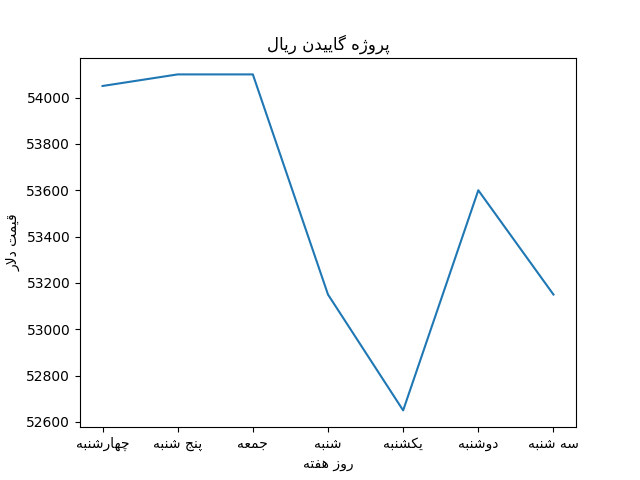 پروژه گاییدن ریال
54000
53800
53600
53400
53200
53000
52800
52600
قیمت دلار
چهارشنبه
پنج شنبه
جمعه
شنبه
یکشنبه
دوشنبه
سه شنبه
روز هفته